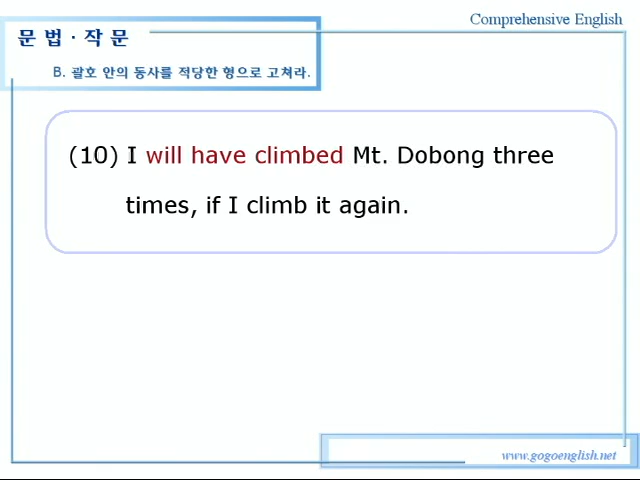 Comprehensive English
문 법 · 작 문
B. 괄호 안의 동사를 적당한 형으로 고쳐라.
(10) I will have climbed Mt. Dobong three
times, if I climb it again.
www.gogoenglish.net